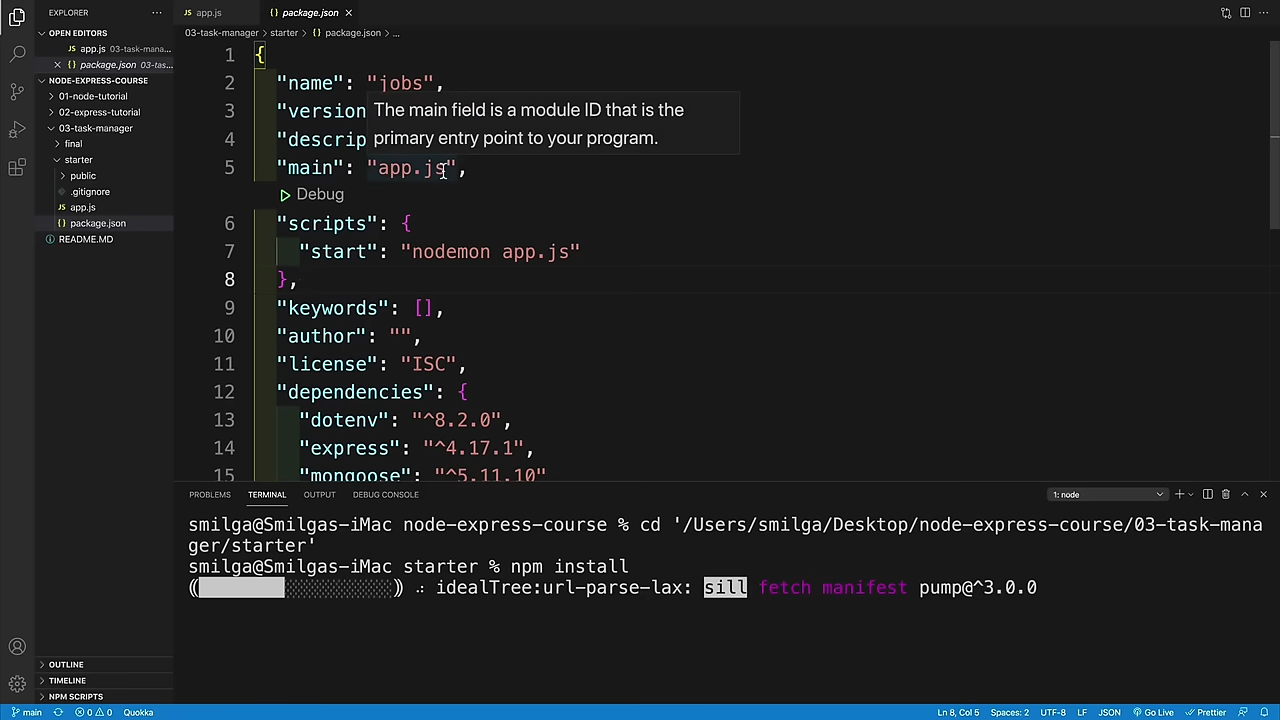 EXPLORER
OPEN EDITORS
JS app.js 03-task-mana...
{} package.json 03-tas...
NODE-EXPRESS-COURSE
01-node-tutorial
02-express-tutorial
03-task-manager
final
starter
public
.gitignore
JS app.js
{} package.json
README.MD
OUTLINE
TIMELINE
NPM SCRIPTS
JS app.js
{} package.json
03-task-manager > starter > {} package.json > ...
1 {
2 "name": "jobs",
3 "version
4 "descrip
The main field is a module ID that is the
primary entry point to your program.
5 "main": "app.js",
Debug
6 "scripts": {
7 "start": "nodemon app.js"
8 },
9 "keywords": [],
10 "author": "",
11 "license": "ISC",
12 "dependencies": {
13 "dotenv": "^8.2.0",
14 "express": "^4.17.1",
15 "mongoose": "^5.11.10"
PROBLEMS TERMINAL OUTPUT DEBUG CONSOLE
1: node
smilga@Smilgas-iMac node-express-course % cd '/Users/smilga/Desktop/node-express-course/03-task-mana
ger/starter'
smilga@Smilgas-iMac starter % npm install
idealTree:url-parse-lax: sill fetch manifest pump@^3.0.0
main 0 0 Quokka Ln 8, Col 5 Spaces: 2 UTF-8 LF JSON Go Live Prettier